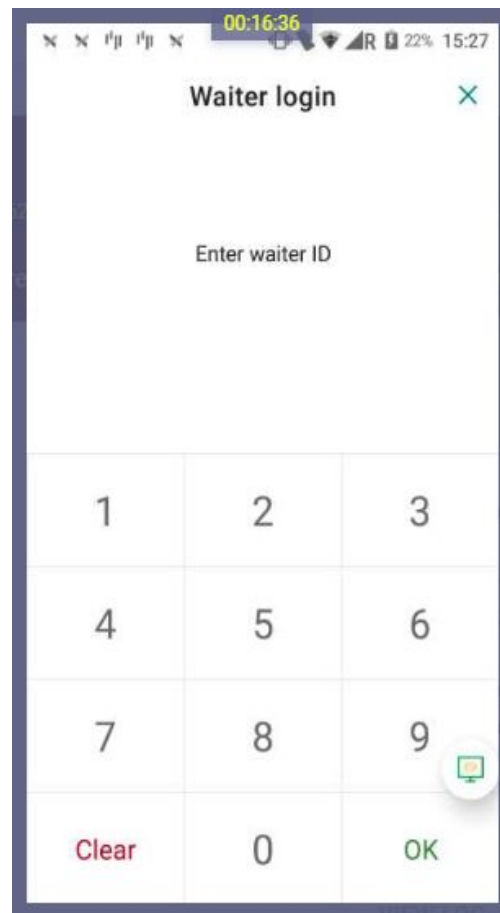 00:16:36
R 22% 15:27
Waiter login
Enter waiter ID
1 2 3
4 5 6
7 8 9
Clear 0 OK